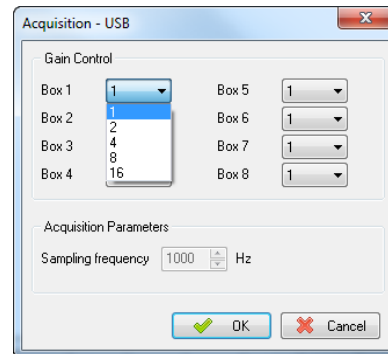 Acquisition - USB
Gain Control
Box 1 1 Box 5 1
1
Box 2 2 Box 6 1
4
Box 3 8 Box 7 1
16
Box 4 Box 8 1
Acquisition Parameters
Sampling frequency 1000 Hz
OK Cancel